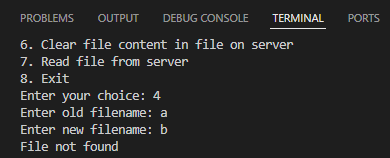 PROBLEMS OUTPUT DEBUG CONSOLE TERMINAL PORTS
6. Clear file content in file on server
7. Read file from server
8. Exit
Enter your choice: 4
Enter old filename: a
Enter new filename: b
File not found